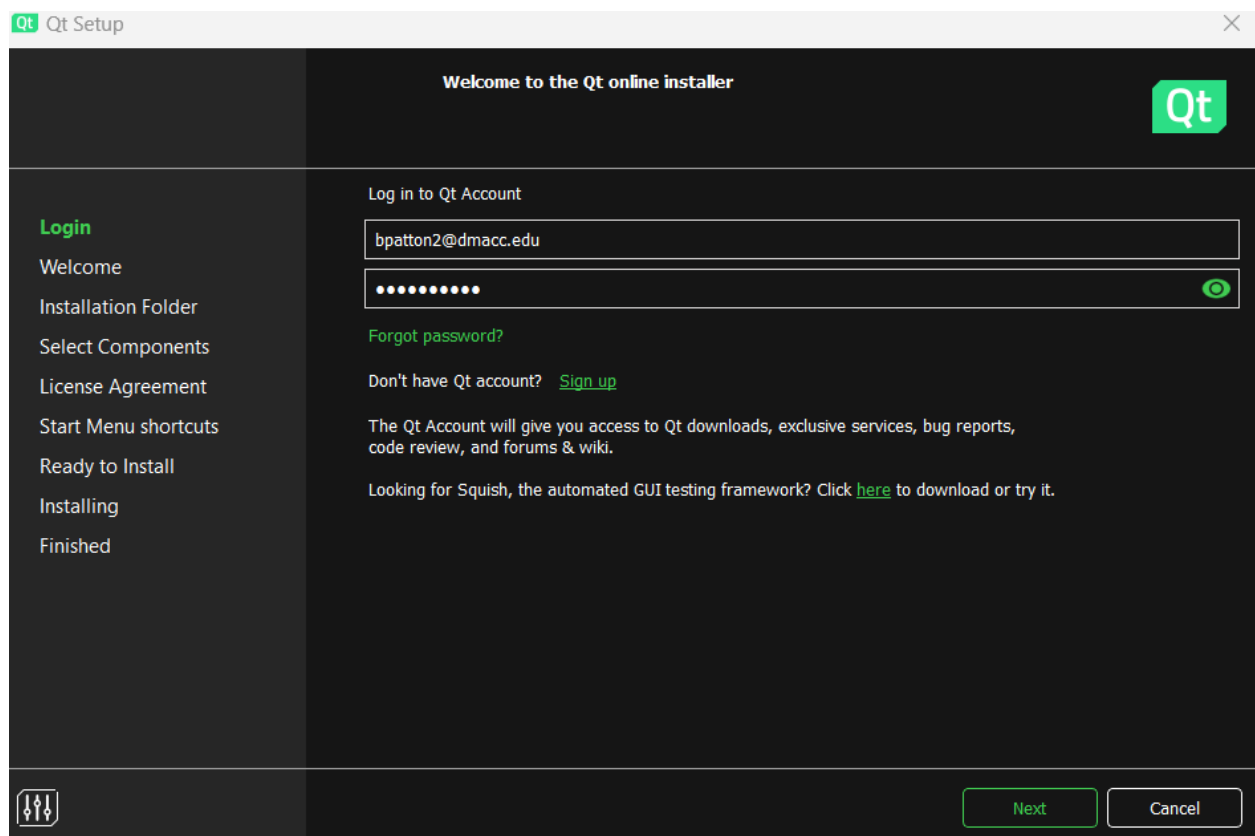 Qt Qt Setup
Welcome to the Qt online installer
Qt
Login
Welcome
Installation Folder
Select Components
License Agreement
Start Menu shortcuts
Ready to Install
Installing
Finished
Log in to Qt Account
bpatton2@dmacc.edu
●●●●●●●●●●
Forgot password?
Don't have Qt account? Sign up
The Qt Account will give you access to Qt downloads, exclusive services, bug reports,
code review, and forums & wiki.
Looking for Squish, the automated GUI testing framework? Click here to download or try it.
Next
Cancel